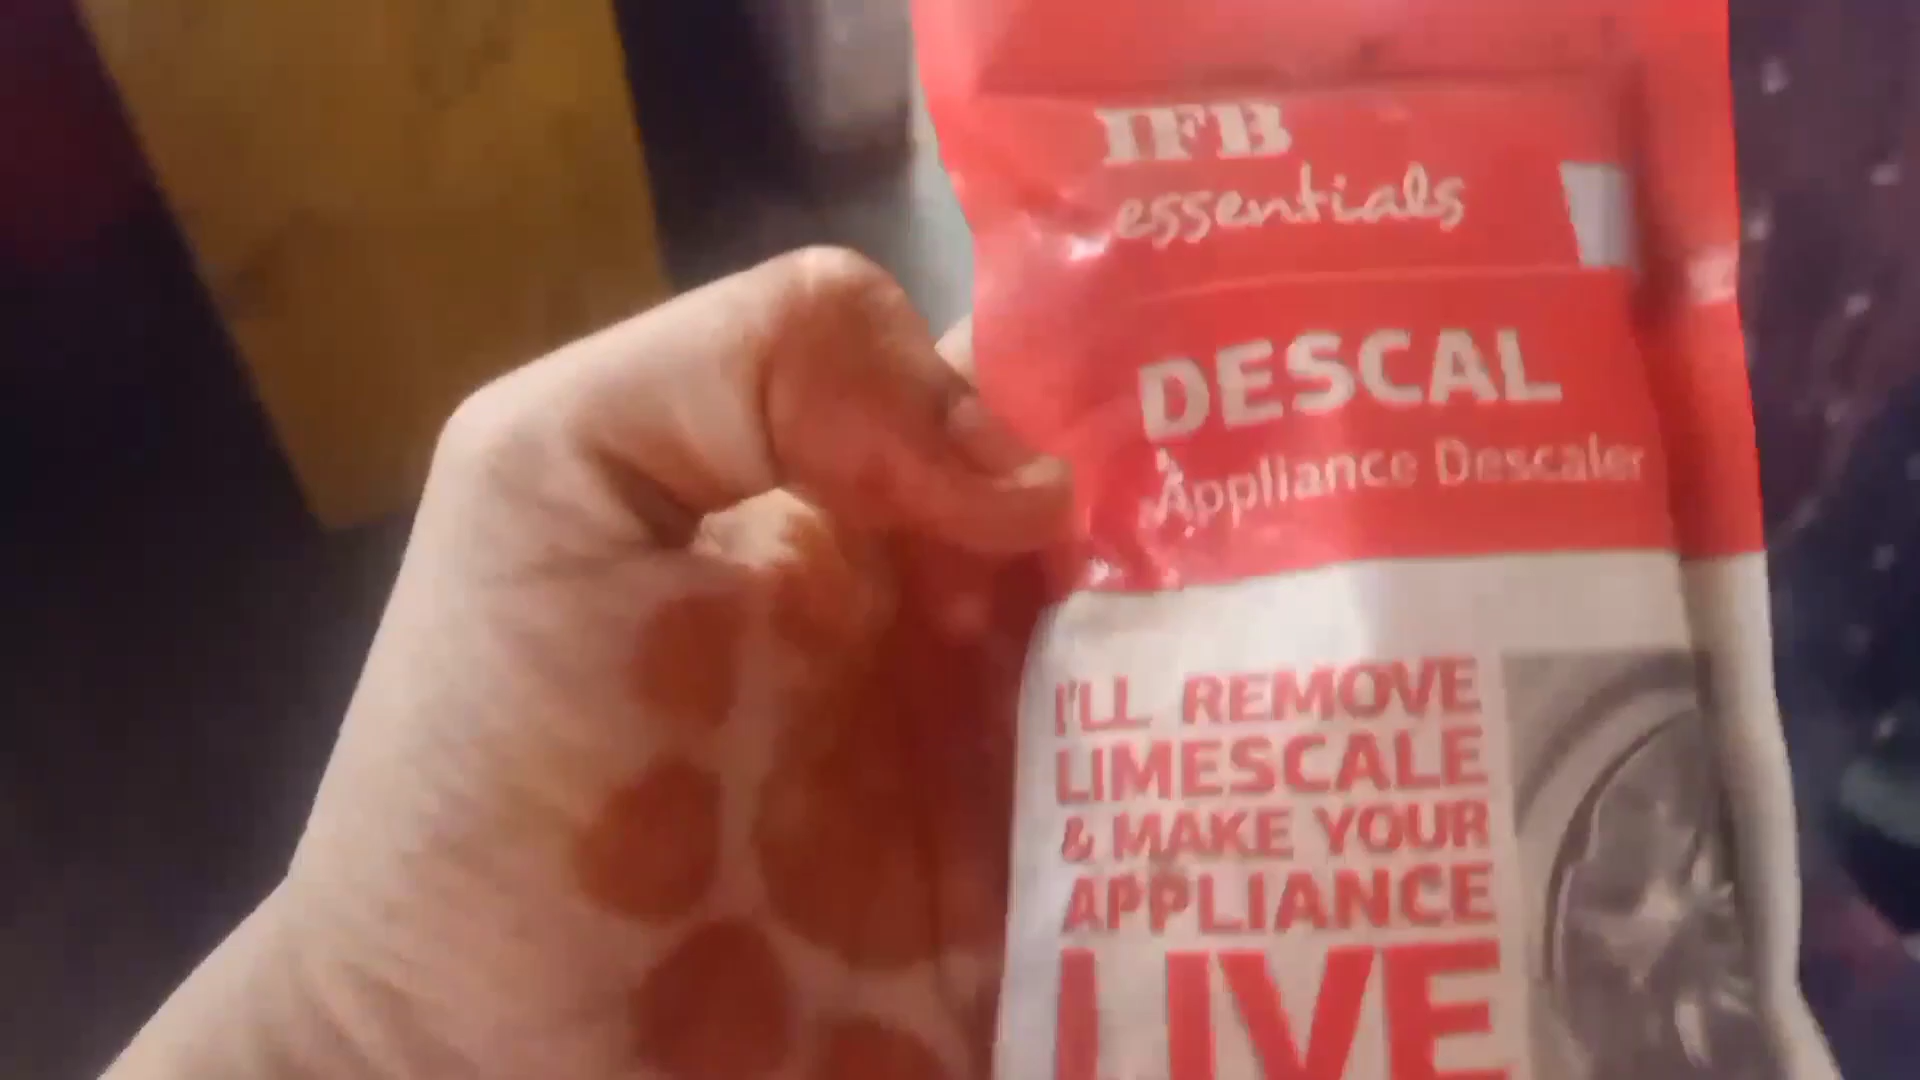 IFB
essentials
DESCAL
Appliance Descaler
I'LL REMOVE
LIMESCALE
& MAKE YOUR
APPLIANCE
LIVE